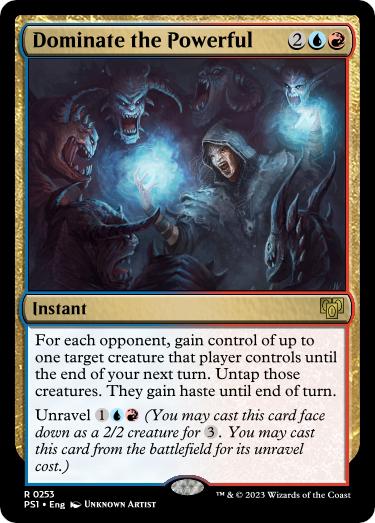 Dominate the Powerful 2
Instant
For each opponent, gain control of up to
one target creature that player controls until
the end of your next turn. Untap those
creatures. They gain haste until end of turn.
Unravel 1 (You may cast this card face
down as a 2/2 creature for 3. You may cast
this card from the battlefield for its unravel
cost.)
R 0253
PS1 • Eng Unknown Artist
™ & © 2023 Wizards of the Coast